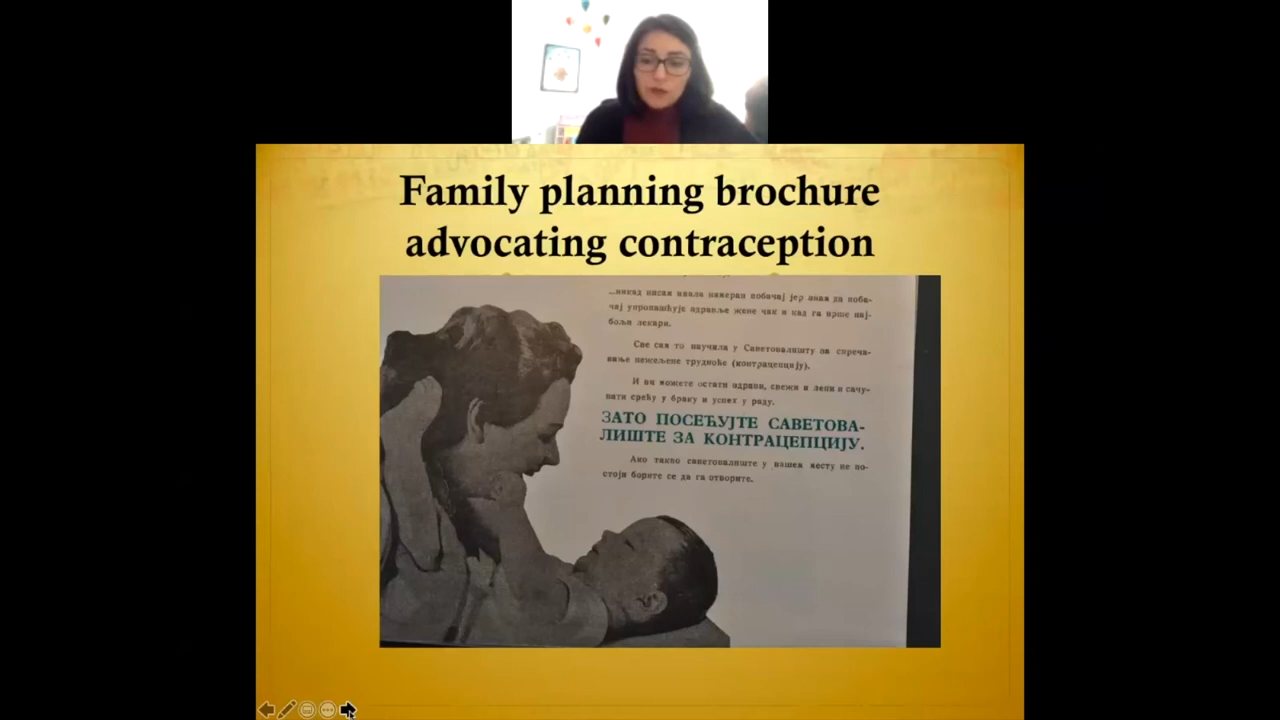 Family planning brochure
advocating contraception
...никад нисам имала намеран побачај јер знам да поба-
чај упропашћује здравље жене чак и кад га врше нај-
бољи лекари.
Све сам то научила у Саветовалишту за спреча-
вање нежељене трудноће (контрацепцију).
И ви можете остати здрави, свежи и лепи и сачу-
вати срећу у браку и успех у раду.
ЗАТО ПОСЕЋУЈТЕ САВЕТОВА-
ЛИШТЕ ЗА КОНТРАЦЕПЦИЈУ.
Ако такво саветовалиште у вашем месту не по-
стоји борите се да га отворите.